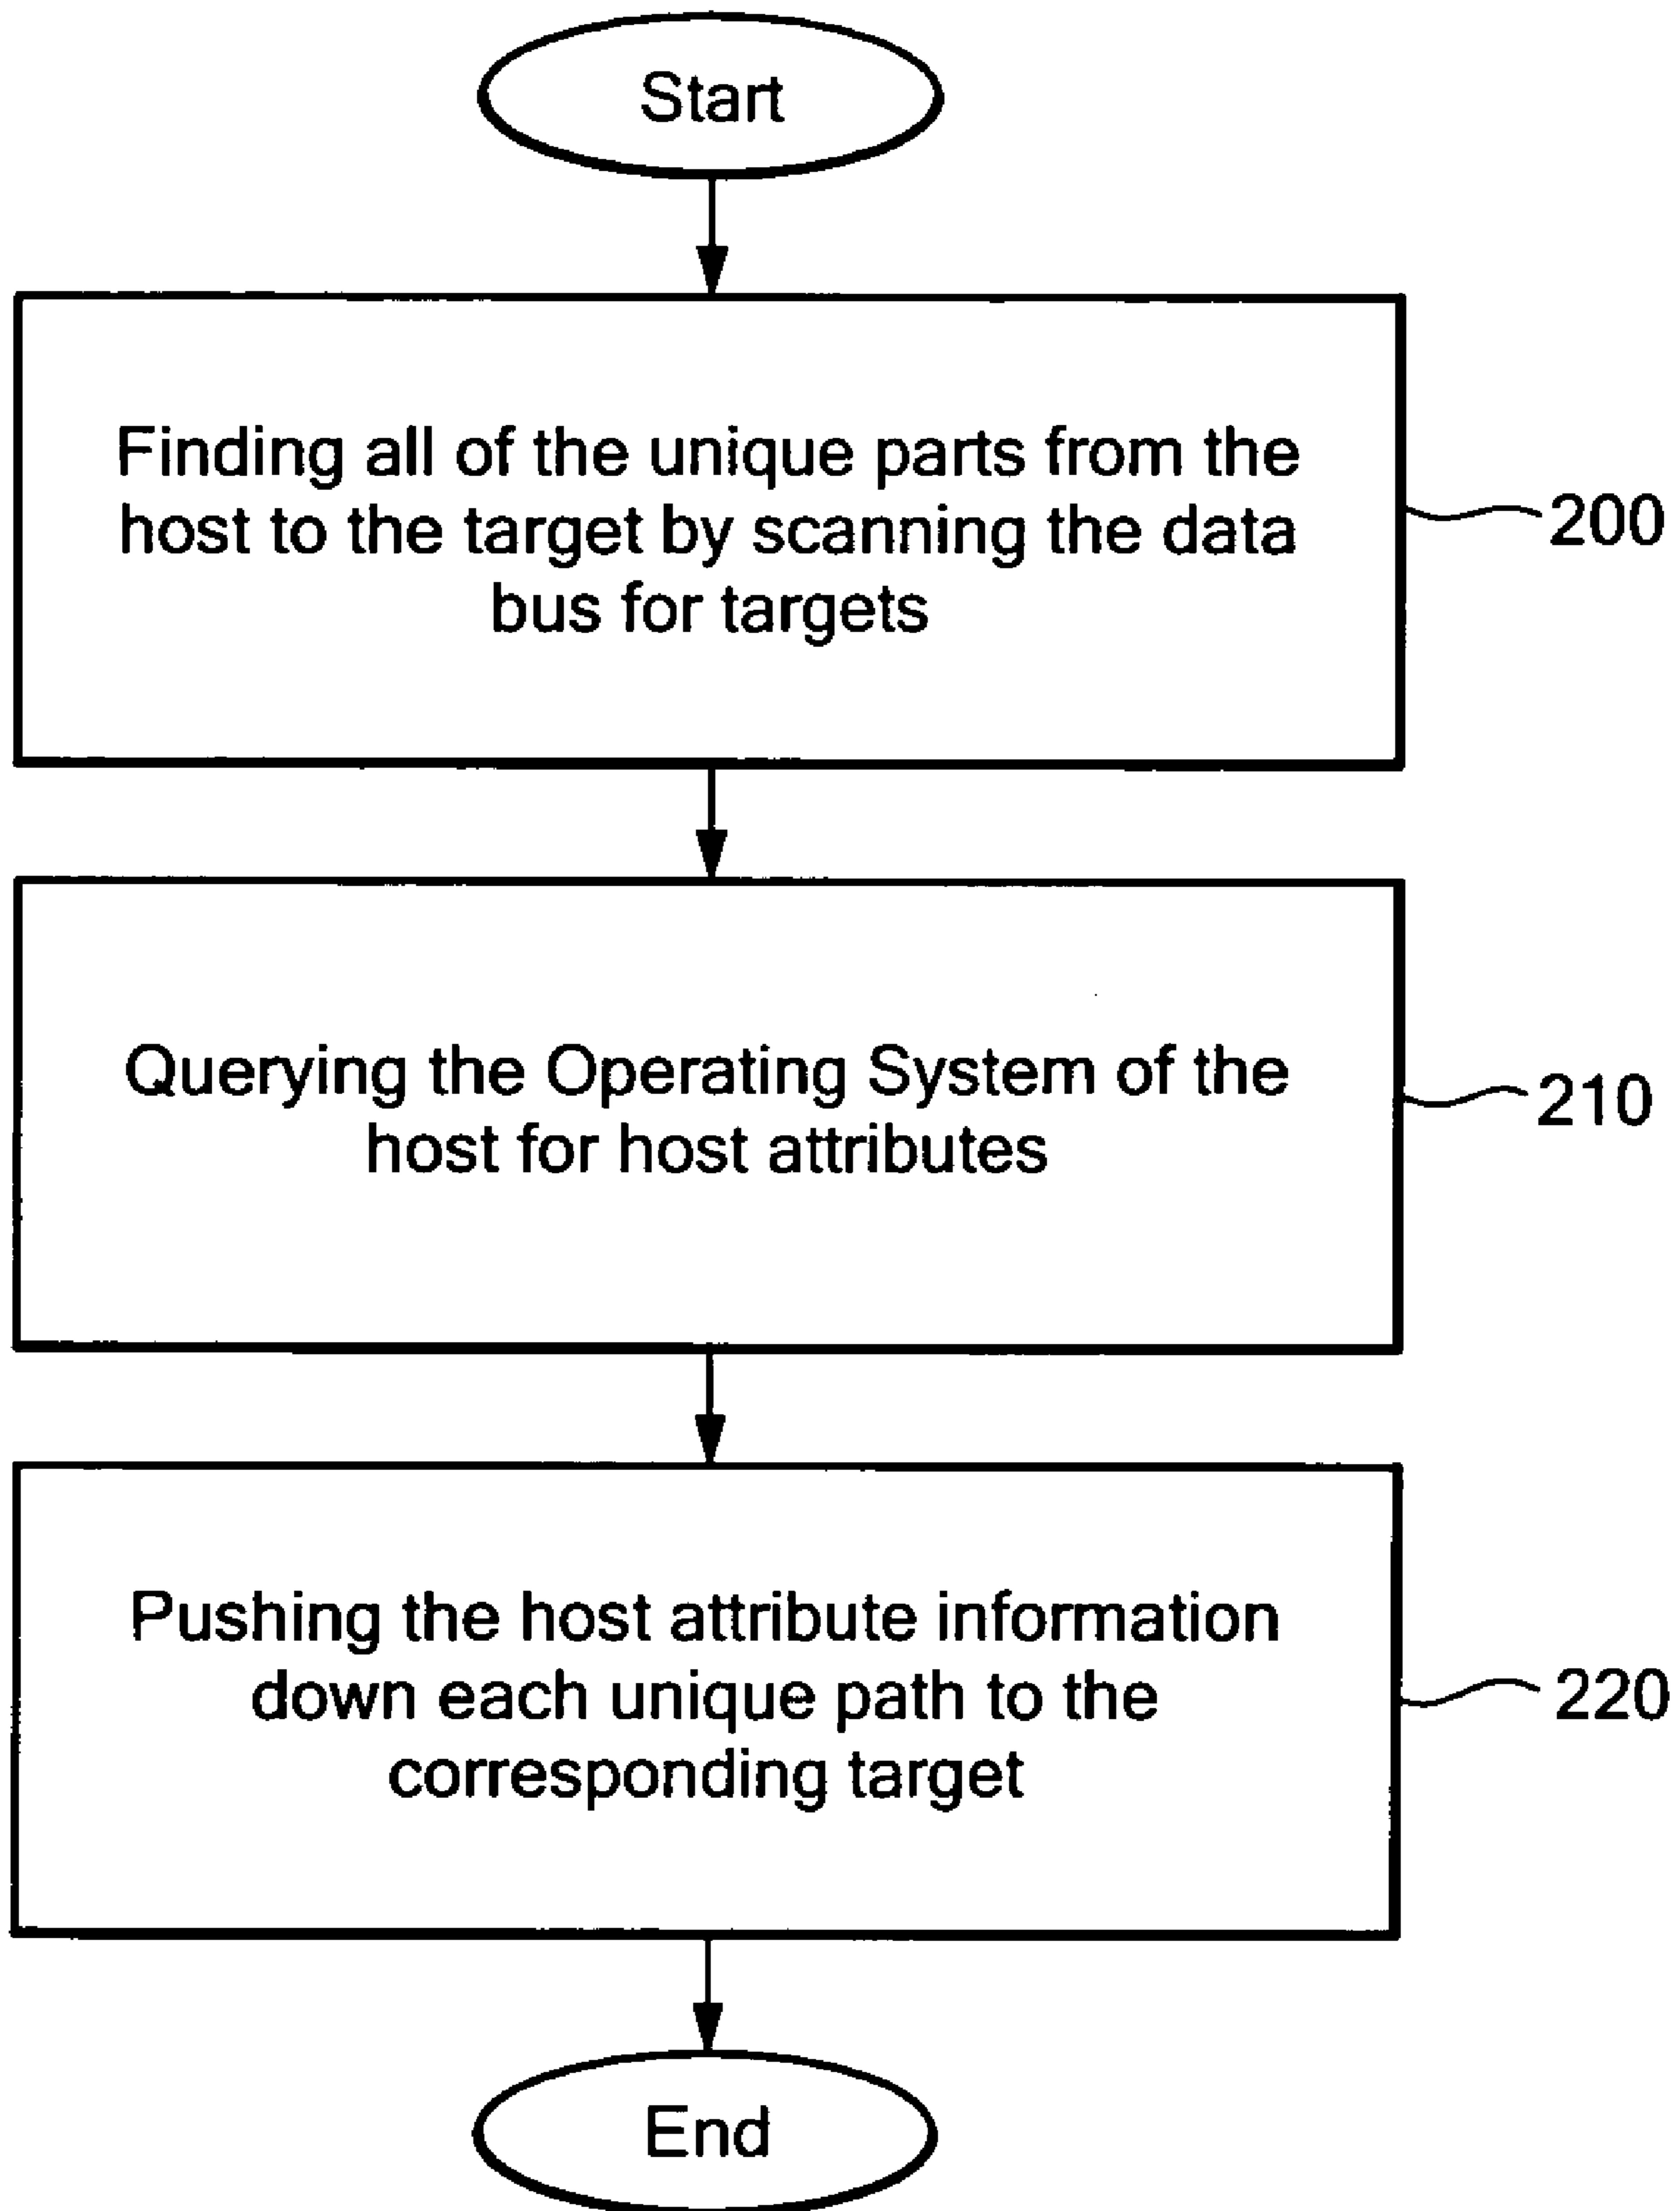 Start
Finding all of the unique parts from the
host to the target by scanning the data
bus for targets
200
Querying the Operating System of the
host for host attributes
210
Pushing the host attribute information
down each unique path to the
corresponding target
220
End